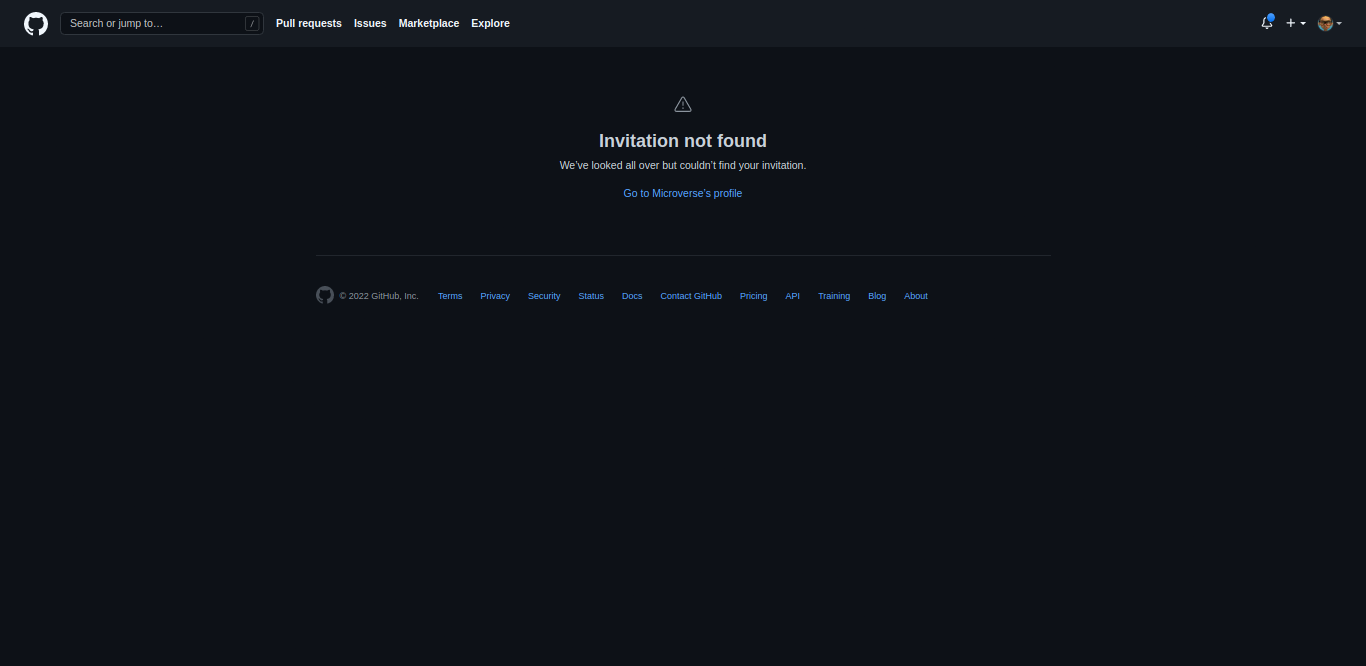 Search or jump to… / Pull requests Issues Marketplace Explore
Invitation not found
We've looked all over but couldn't find your invitation.
Go to Microverse's profile
© 2022 GitHub, Inc. Terms Privacy Security Status Docs Contact GitHub Pricing API Training Blog About